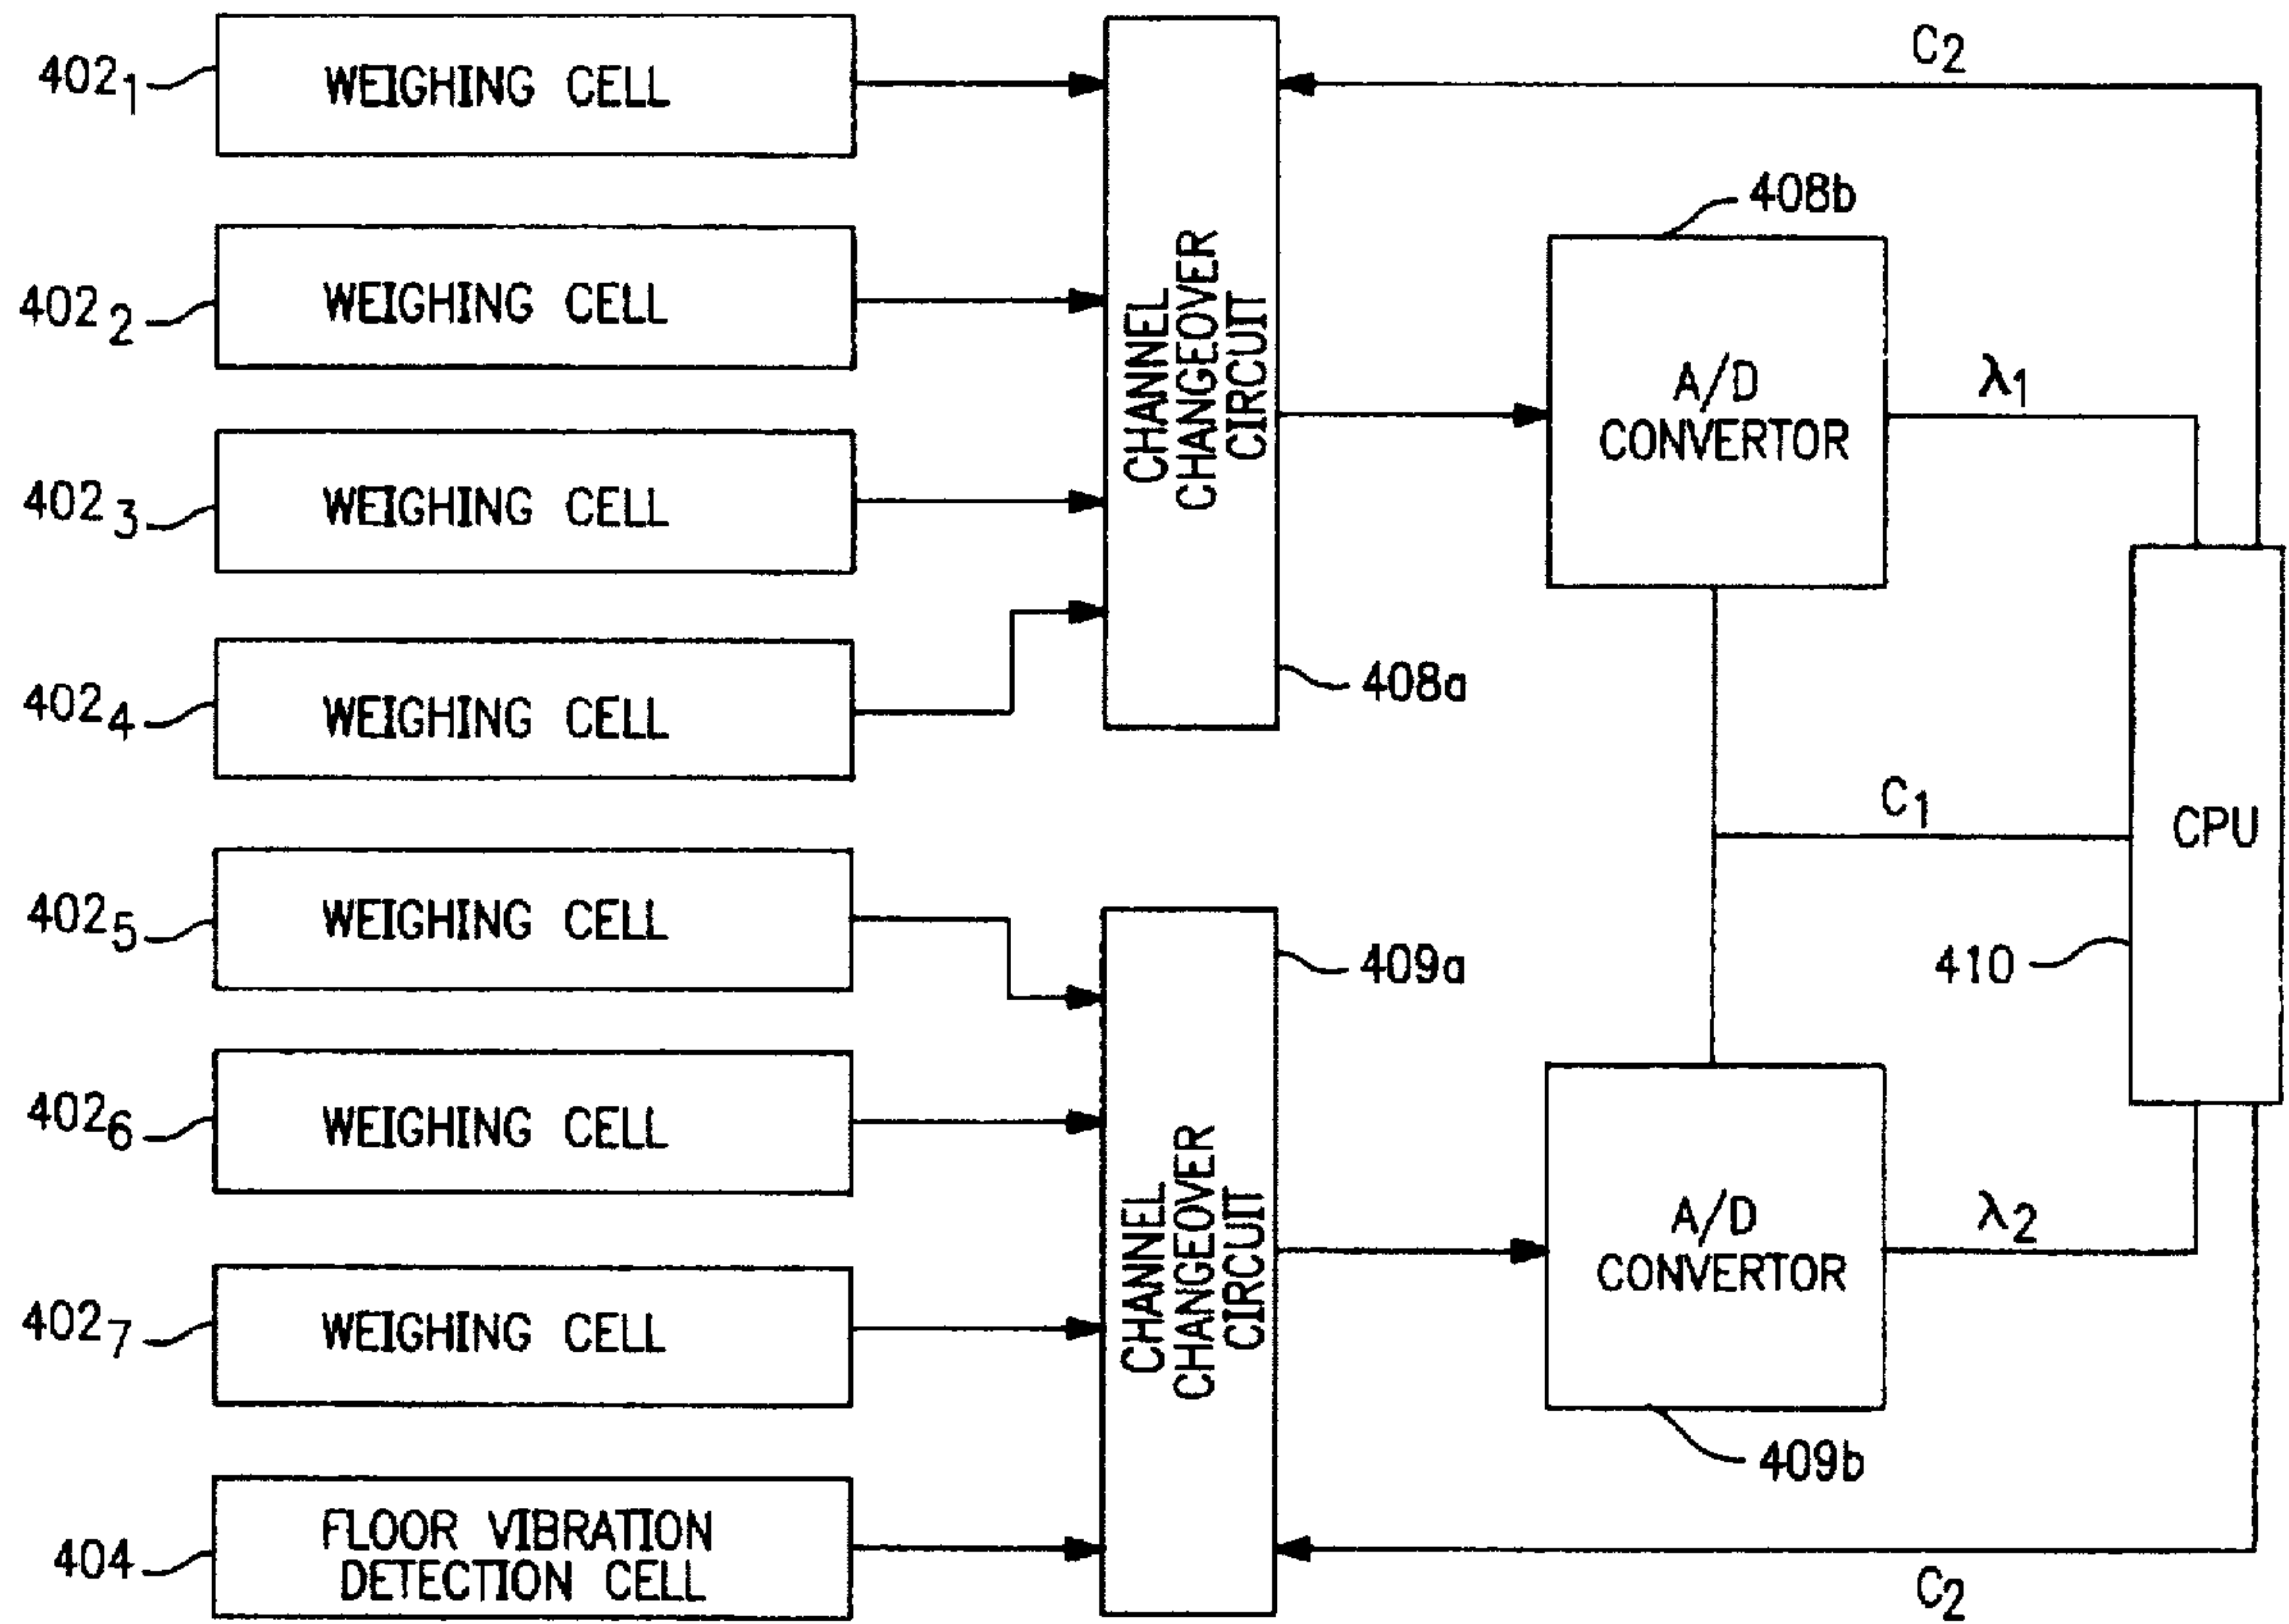 402₁
WEIGHING CELL
C₂
408b
402₂
WEIGHING CELL
CHANNEL
CHANGEOVER
CIRCUIT
A/D
CONVERTOR
λ₁
402₃
WEIGHING CELL
402₄
WEIGHING CELL
408a
C₁
CPU
402₅
WEIGHING CELL
409a
410
402₆
WEIGHING CELL
CHANNEL
CHANGEOVER
CIRCUIT
A/D
CONVERTOR
λ₂
402₇
WEIGHING CELL
409b
404
FLOOR VIBRATION
DETECTION CELL
C₂